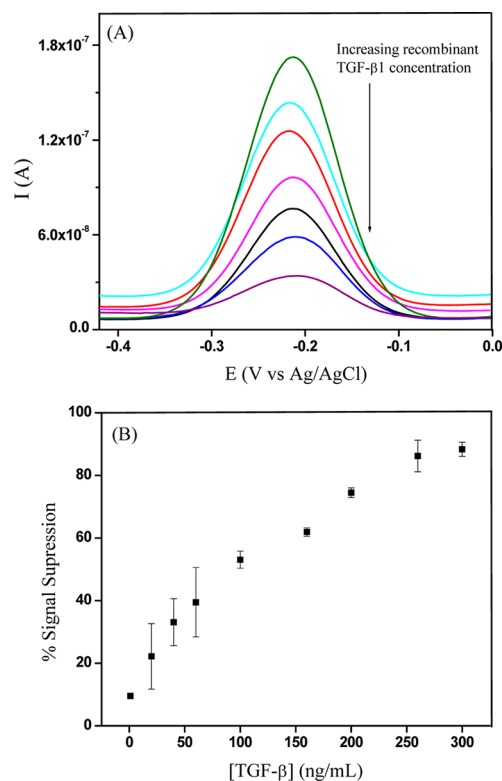 (A)
Increasing recombinant
TGF-β1 concentration
1.8x10⁻⁷
1.2x10⁻⁷
6.0x10⁻⁸
0.0
I (A)
-0.4 -0.3 -0.2 -0.1 0.0
E (V vs Ag/AgCl)
(B)
100
80
60
40
20
0
% Signal Supression
0 50 100 150 200 250 300
[TGF-β] (ng/mL)